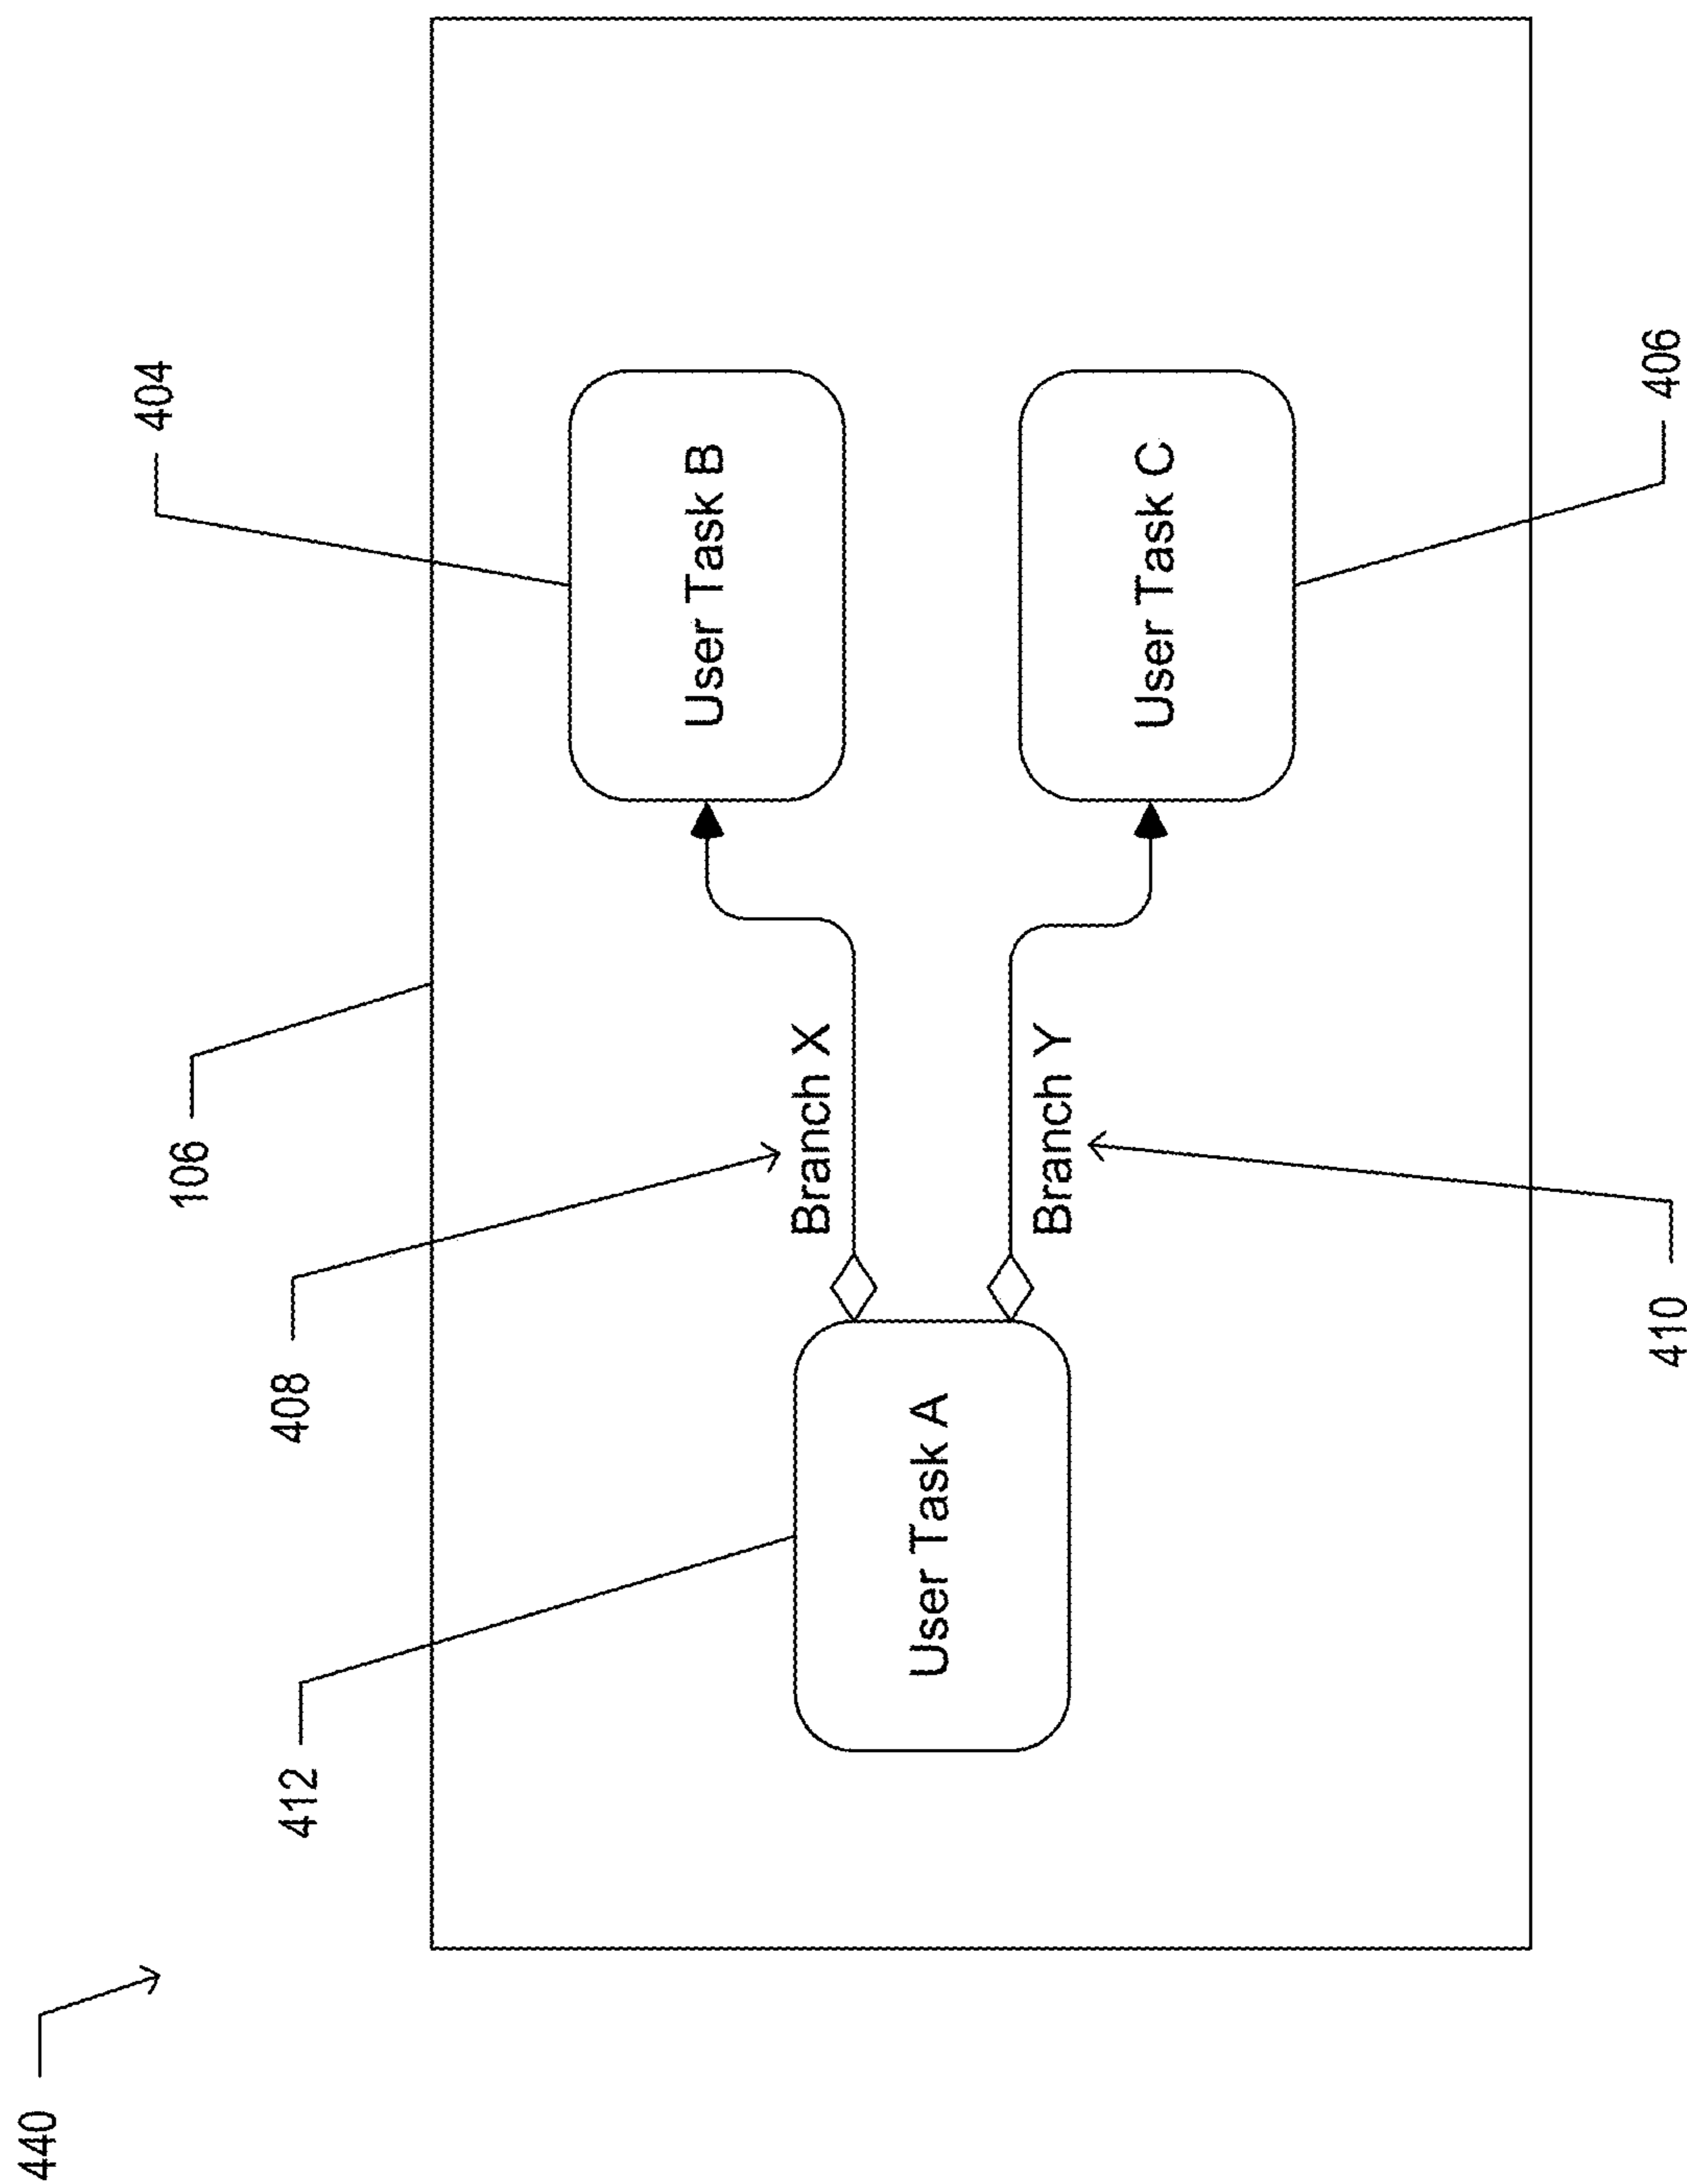 440
412
408
106
404
User Task B
Branch X
User Task A
Branch Y
User Task C
410
406